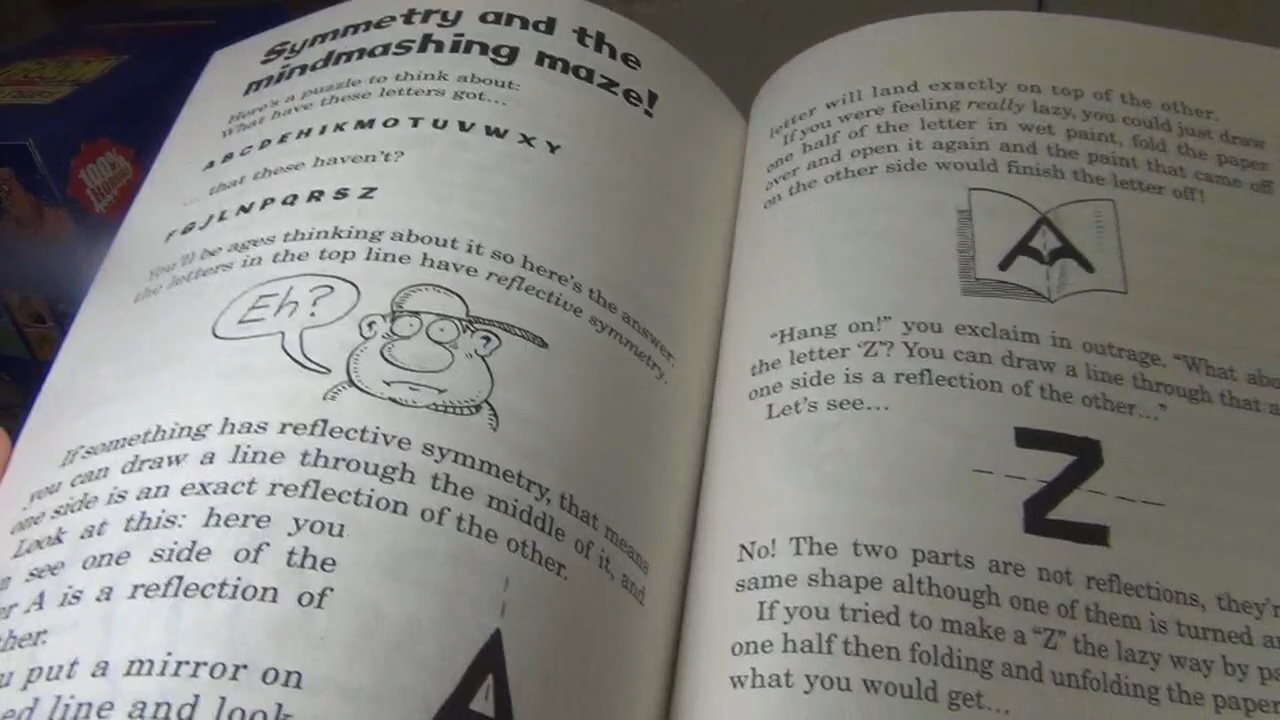 Symmetry and the
mindmashing maze!
Here's a puzzle to think about:
What have these letters got...
A B C D E H I K M O T U V W X Y
... that these haven't?
F G J L N P Q R S Z
You'll be ages thinking about it so here's the answer:
the letters in the top line have reflective symmetry.
Eh?
If something has reflective symmetry, that means
you can draw a line through the middle of it, and
one side is an exact reflection of the other.
Look at this: here you
see one side of the
A is a reflection of
put a mirror on
line and look
A
letter will land exactly on top of the other.
If you were feeling really lazy, you could just draw
one half of the letter in wet paint, fold the paper
over and open it again and the paint that came off
on the other side would finish the letter off!
A
"Hang on!" you exclaim in outrage. "What
the letter 'Z'? You can draw a line through that
one side is a reflection of the other..."
Let's see...
Z
No! The two parts are not reflections,
same shape although one of them is turned
If you tried to make a "Z" the lazy way by
one half then folding and unfolding the paper
what you would get...
100%